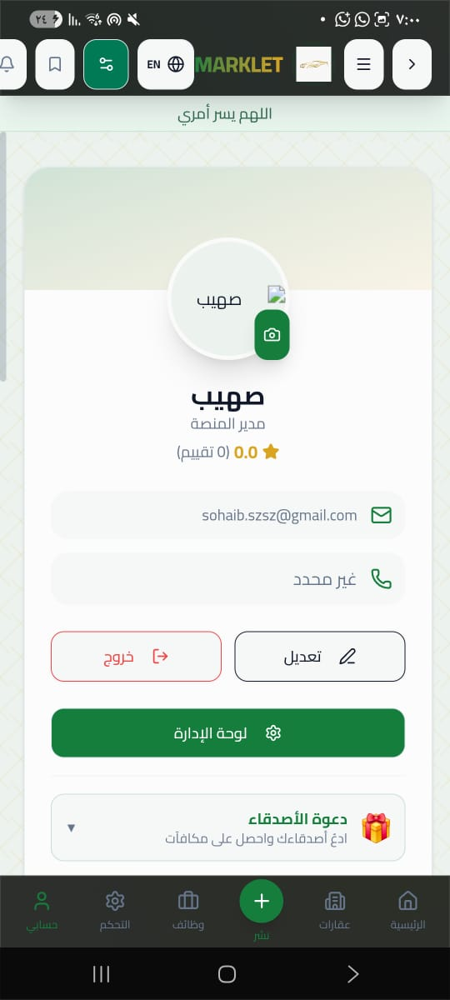 ٧:٠٠
٢٤
MARKLET
EN
اللهم يسر أمري
صهيب
صهيب
مدير المنصة
0.0 (0 تقييم)
sohaib.szsz@gmail.com
غير محدد
تعديل
خروج
لوحة الإدارة
دعوة الأصدقاء
ادعُ أصدقاءك واحصل على مكافآت
الرئيسية
عقارات
نشر
وظائف
التحكم
حسابي